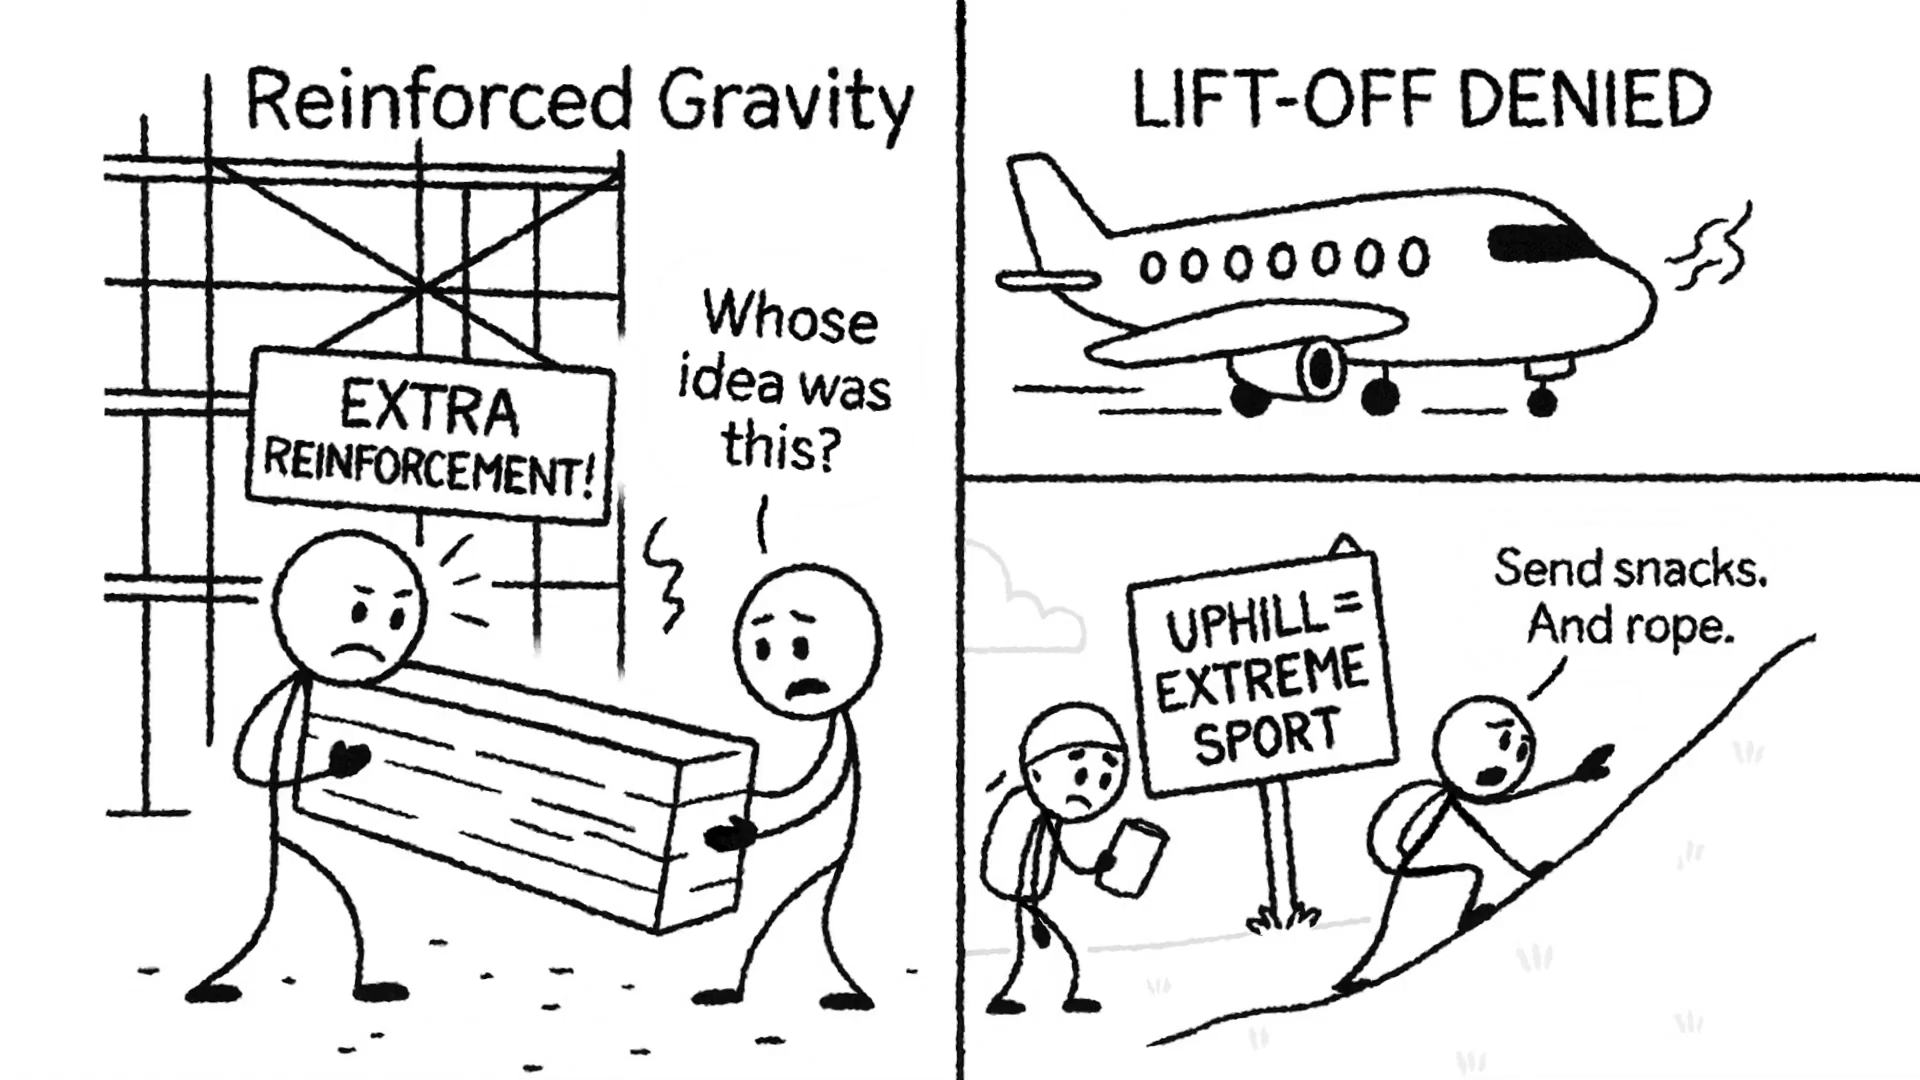 Reinforced Gravity
EXTRA
REINFORCEMENT!
Whose
idea was
this?
LIFT-OFF DENIED
UPHILL =
EXTREME
SPORT
Send snacks.
And rope.